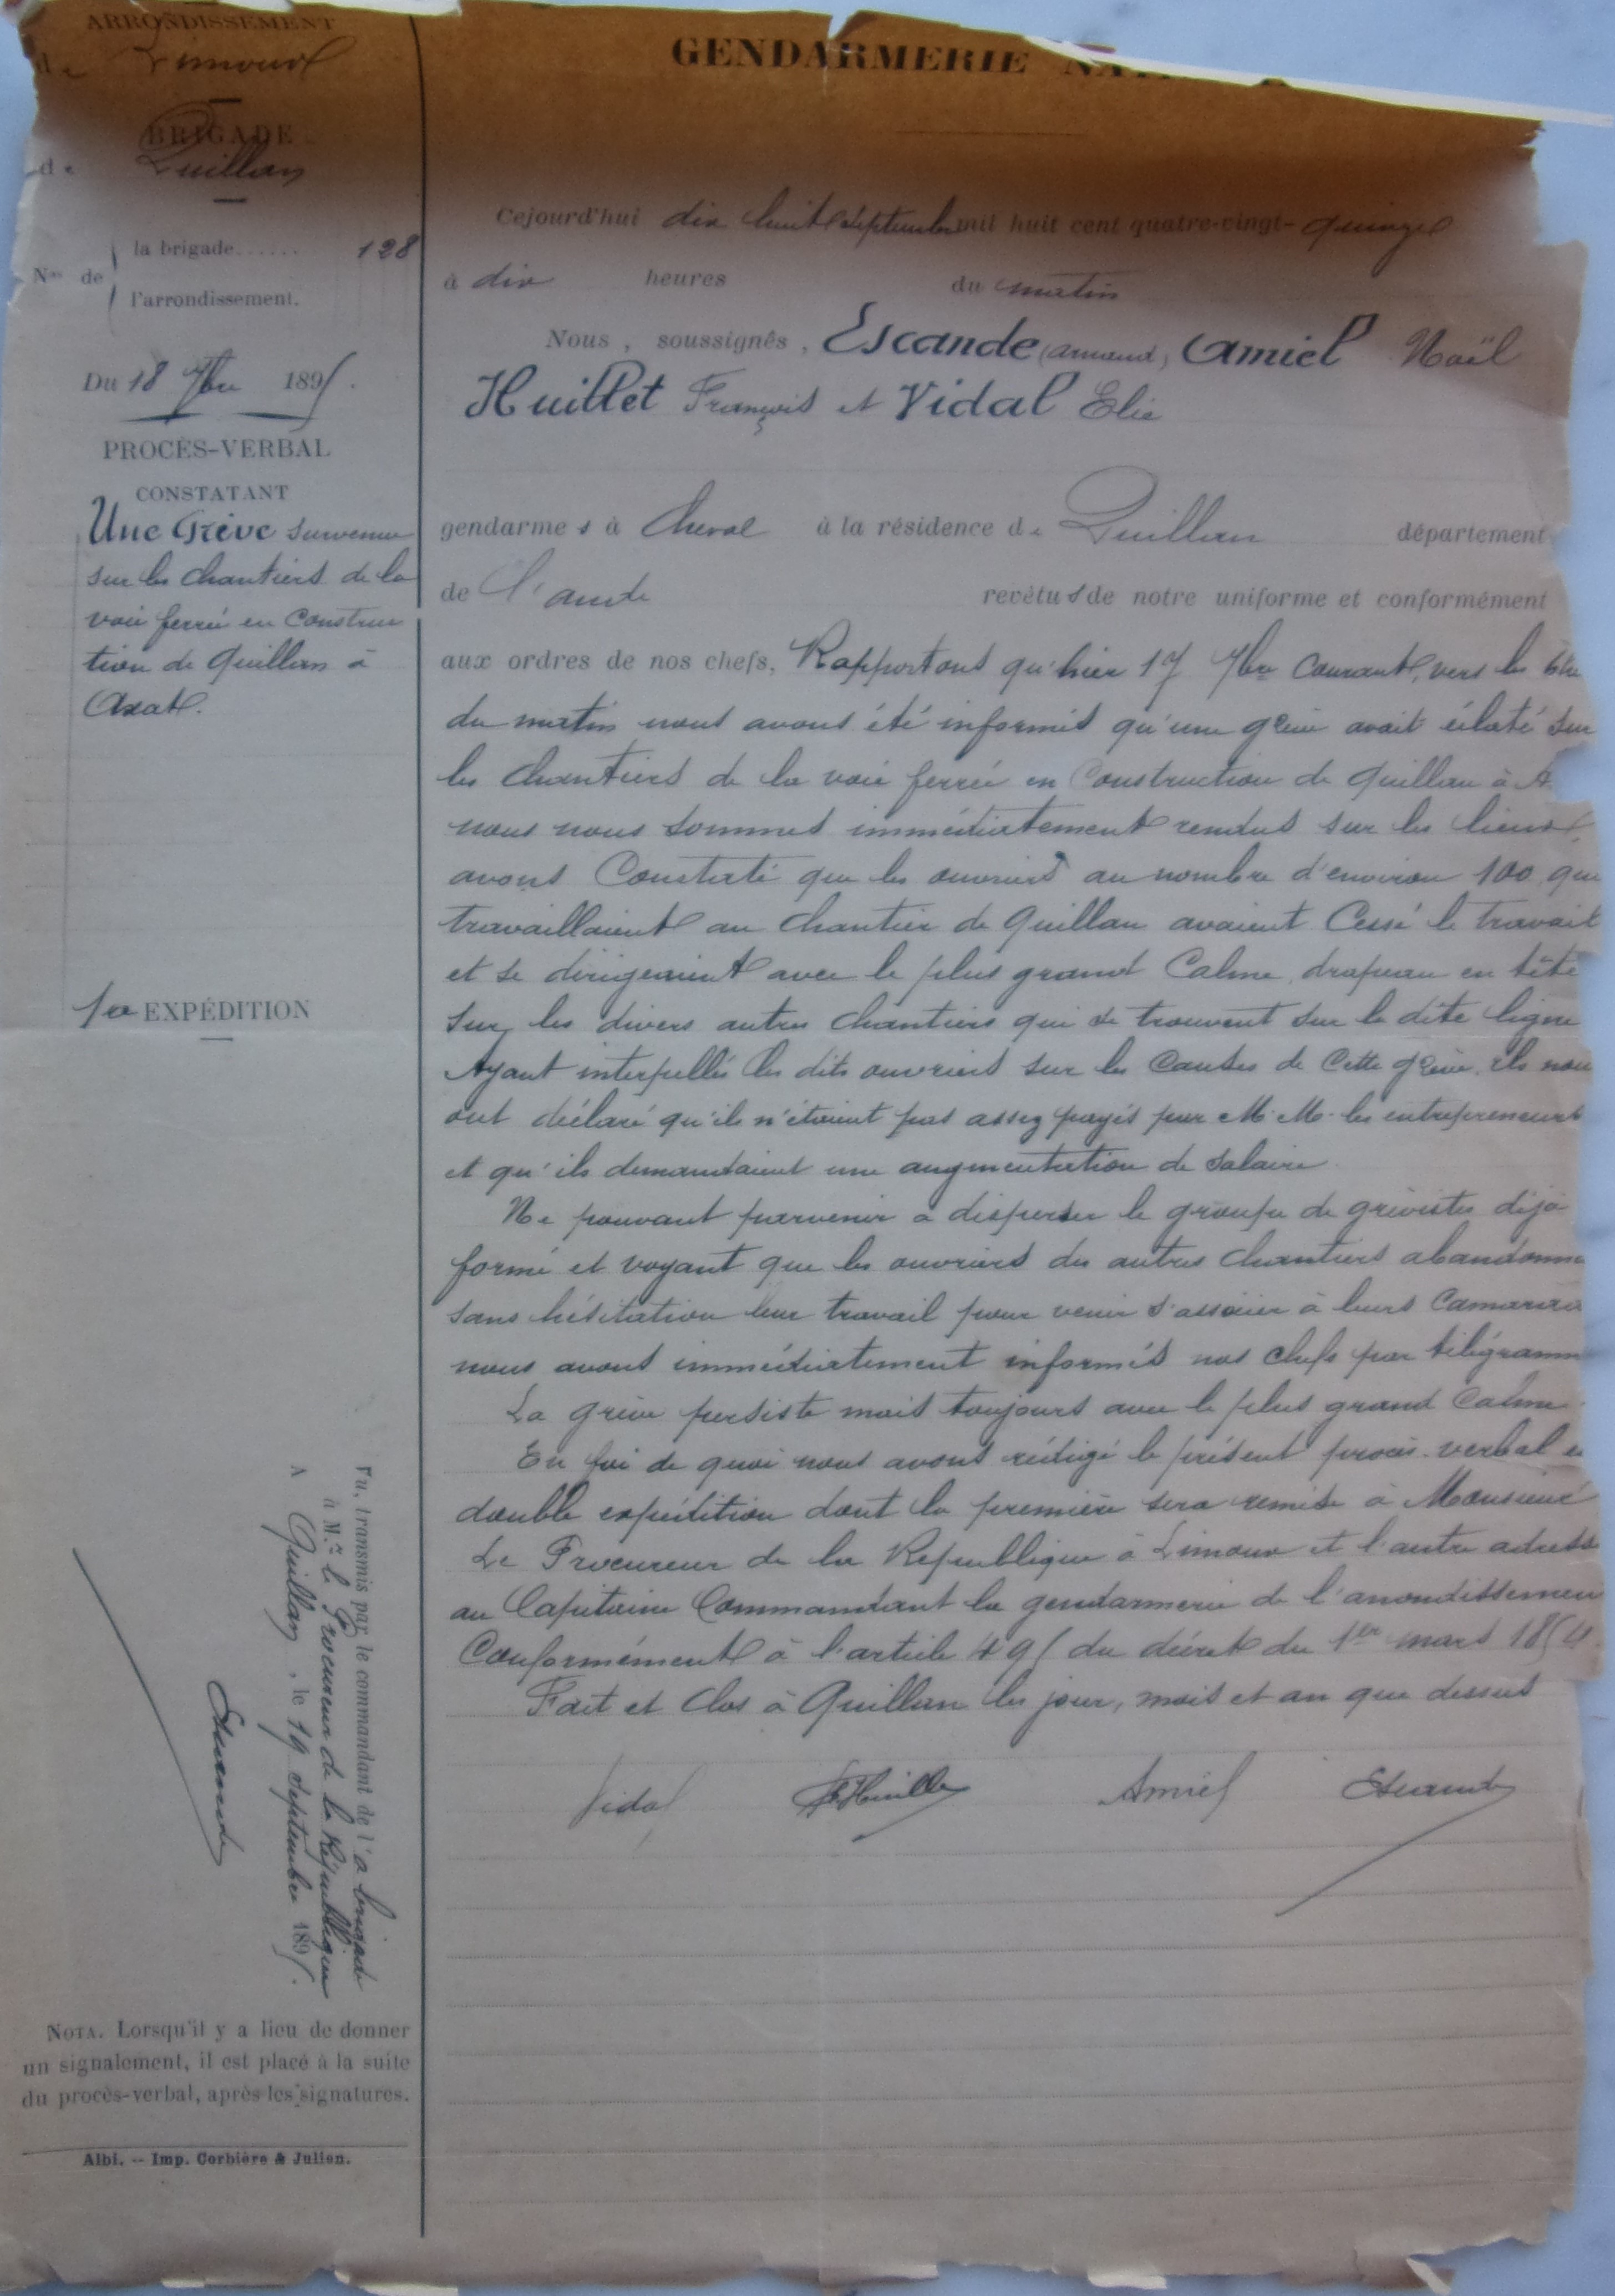 ARRONDISSEMENT
de Limoux
BRIGADE
de Quillan
Nos de
la brigade...... 128
l'arrondissement.
Du 18 7bre 1895.
PROCÈS-VERBAL
CONSTATANT
Une Grève survenue
sur les chantiers de la
voie ferrée en Construc
tion de Quillan à
Axat.
1re EXPÉDITION
Vu, transmis par le commandant de l'a brigade
à M.r le Procureur de la République
A Quillan, le 19 septembre 1895.
Escande
NOTA. Lorsqu'il y a lieu de donner
un signalement, il est placé à la suite
du procès-verbal, après les signatures.
Albi. -- Imp. Corbière & Julien.
GENDARMERIE
Cejourd'hui dix huit septembre mil huit cent quatre-vingt-quinze
à dix heures du matin
Nous, soussignés, Escande (Armand) Amiel Noël
Huillet François et Vidal Elie
gendarmes à Cheval à la résidence de Quillan département
de l'aude revêtus de notre uniforme et conformément
aux ordres de nos chefs, Rapportons qu'hier 17 7bre Courant, vers les
du matin nous avons été informés qu'une grève avait éclaté sur
les Chantiers de la voie ferrée en Construction de Quillan à A
nous nous sommes immédiatement rendus sur les lieux
avons Constaté que les ouvriers au nombre d'environ 100 qui
travaillaient au Chantier de Quillan avaient Cessé le travail
et se dirigeaient avec le plus grand Calme, drapeau en tête
sur les divers autres Chantiers qui se trouvent sur la dite ligne
Ayant interpellés les dits ouvriers sur les Causes de Cette grève, ils nou
ont déclaré qu'ils n'étaient pas assez payés par M.M. les entrepreneurs
et qu'ils demandaient une augmentation de Salaire
Ne pouvant parvenir à disperser le groupe de grévistes déjà
formé et voyant que les ouvriers des autres Chantiers abandonna
sans hésitation leur travail pour venir s'associer à leurs Camara
nous avons immédiatement informés nos chefs par télégramme
La grève persiste mais toujours avec le plus grand Calme.
En foi de quoi nous avons rédigé le présent procès-verbal en
double expédition dont la première sera remise à Monsieur
Le Procureur de la République à Limoux et l'autre adress
au Capitaine Commandant la gendarmerie de l'arrondissemen
Conformément à l'article 495 du décret du 1er mars 1854.
Fait et Clos à Quillan les jour, mois et an que dessus
Vidal Huillet Amiel Escande